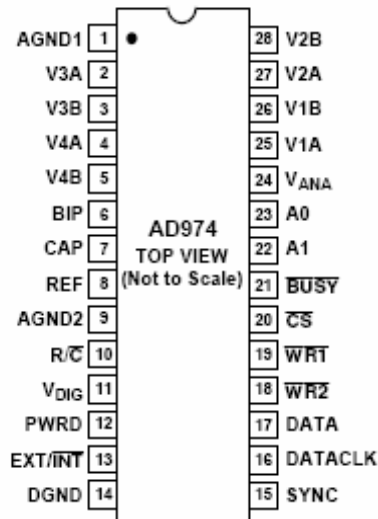 AGND1 1 28 V2B
V3A 2 27 V2A
V3B 3 26 V1B
V4A 4 25 V1A
V4B 5 24 VANA
BIP 6 23 A0
CAP 7 22 A1
REF 8 21 BUSY
AGND2 9 20 CS
R/C 10 19 WR1
VDIG 11 18 WR2
PWRD 12 17 DATA
EXT/INT 13 16 DATACLK
DGND 14 15 SYNC
AD974
TOP VIEW
(Not to Scale)